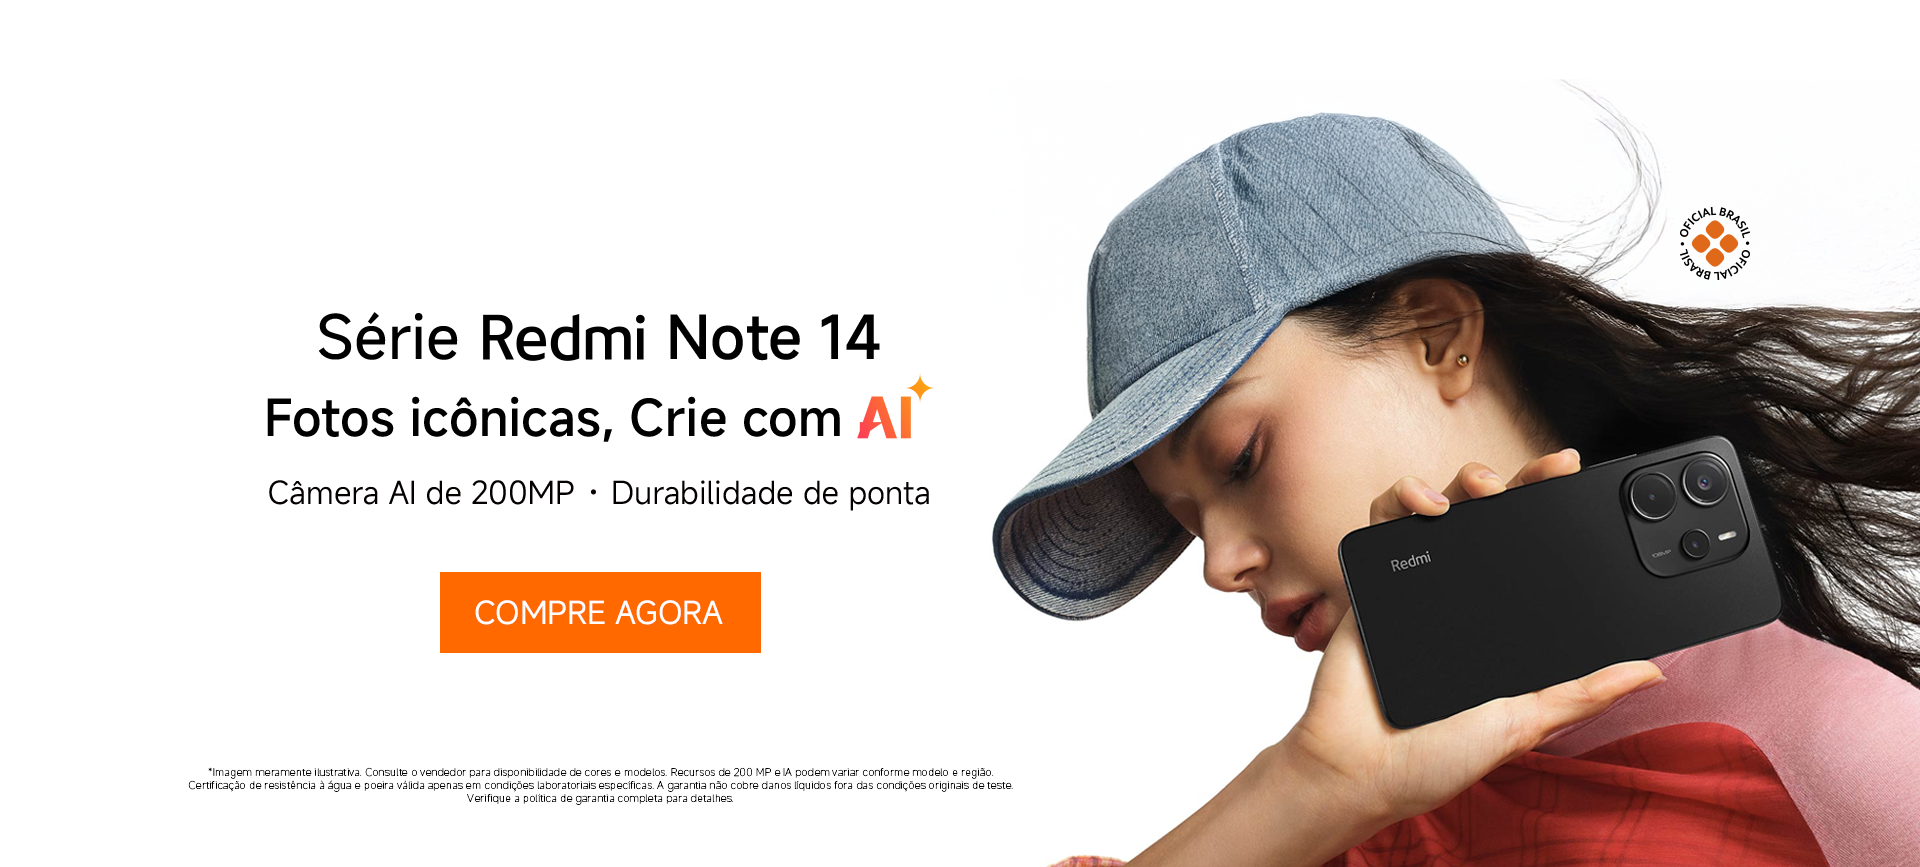 Série Redmi Note 14
Fotos icônicas, Crie com AI
Câmera AI de 200MP · Durabilidade de ponta
COMPRE AGORA
*Imagem meramente ilustrativa. Consulte o vendedor para disponibilidade de cores e modelos. Recursos de 200 MP e IA podem variar conforme modelo e região.
Certificação de resistência à água e poeira válida apenas em condições laboratoriais específicas. A garantia não cobre danos líquidos fora das condições originais de teste.
Verifique a política de garantia completa para detalhes.
OFICIAL BRASIL • OFICIAL BRASIL •
Redmi
108MP